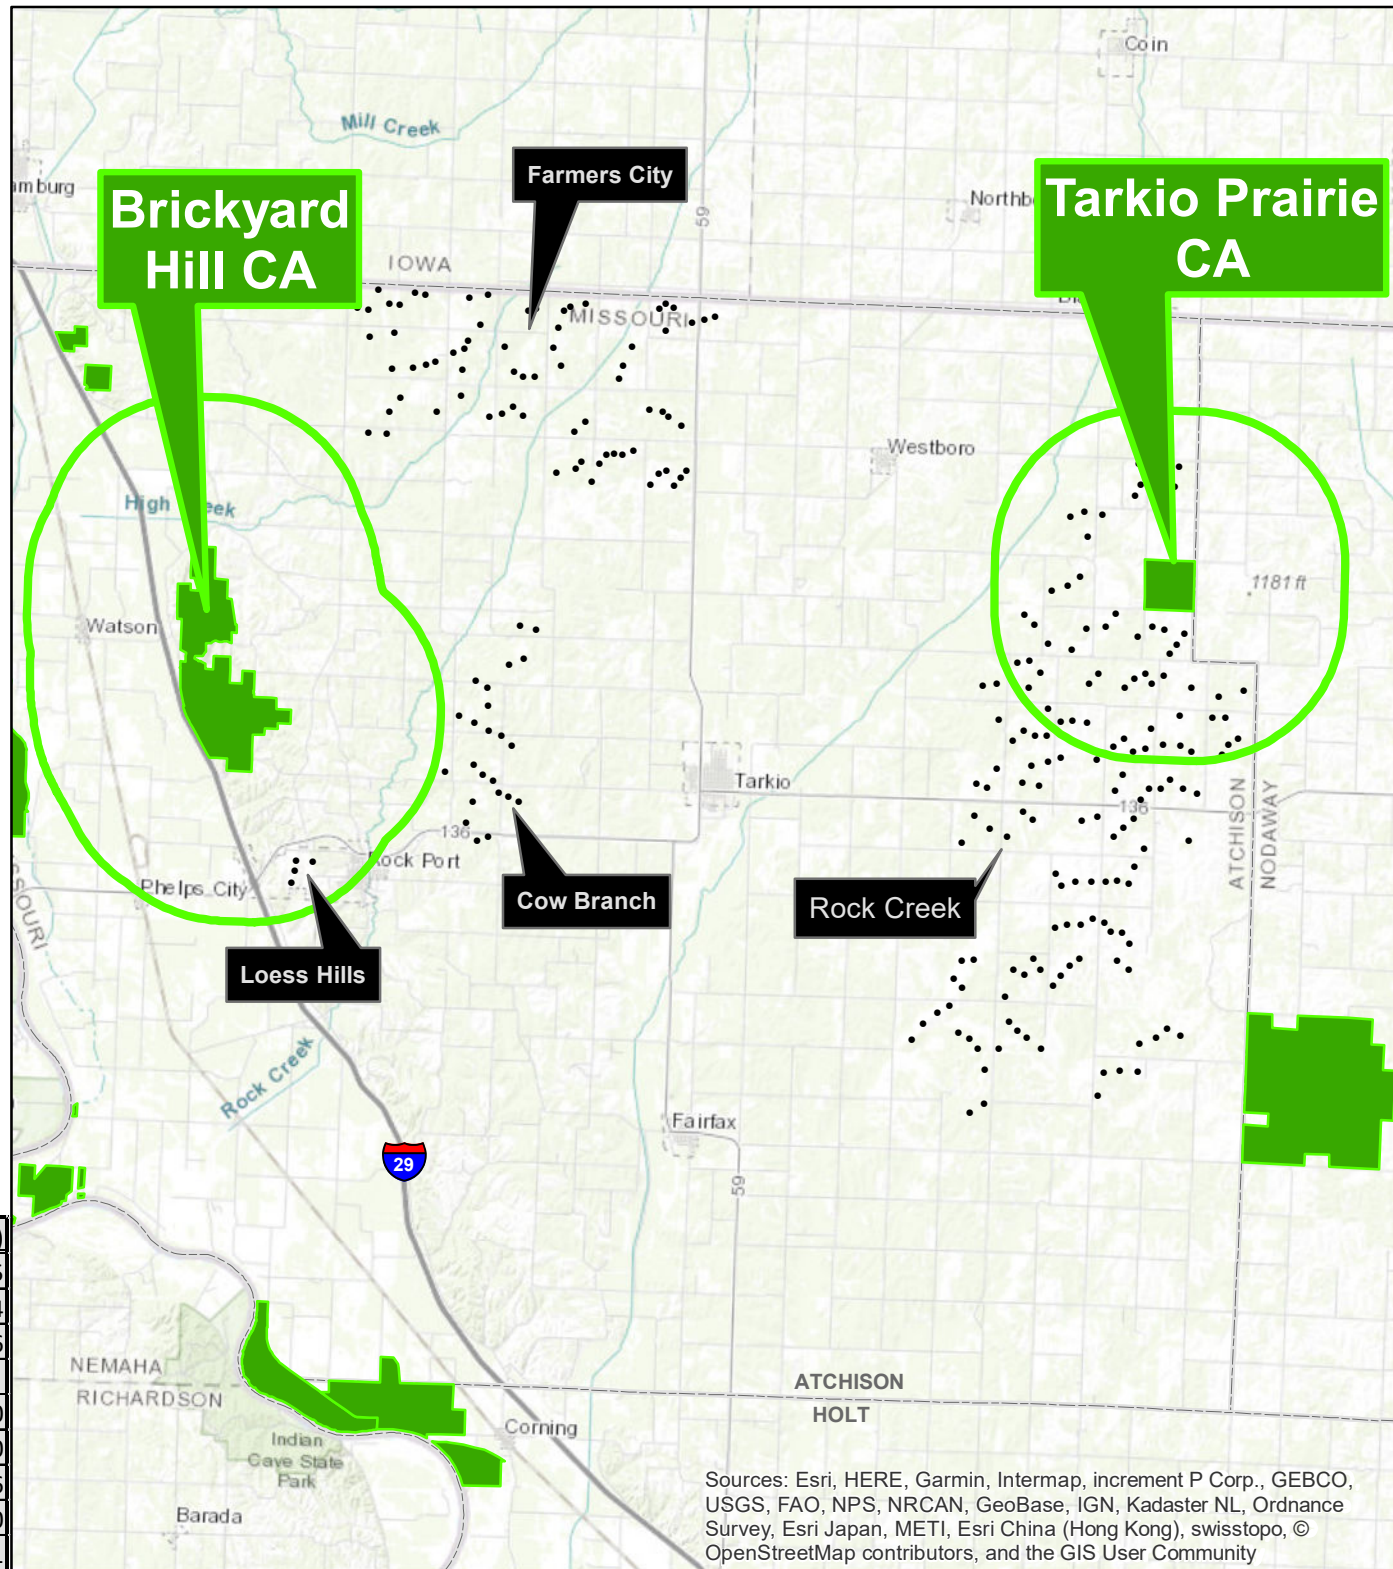 Coin
Mill Creek
Farmers City
amburg
Northb
Brickyard
Hill CA
Tarkio Prairie
CA
59
IOWA
MISSOURI
Westboro
High
eek
1181 ft
Watson
Tarkio
136
136
ATCHISON
NODAWAY
Rock Port
Phelps City
Cow Branch
Rock Creek
SSOURI
Loess Hills
Rock Creek
Fairfax
29
59
NEMAHA
RICHARDSON
ATCHISON
HOLT
Corning
Indian
Cave State
Park
Barada
Sources: Esri, HERE, Garmin, Intermap, increment P Corp., GEBCO,
USGS, FAO, NPS, NRCAN, GeoBase, IGN, Kadaster NL, Ordnance
Survey, Esri Japan, METI, Esri China (Hong Kong), swisstopo, ©
OpenStreetMap contributors, and the GIS User Community